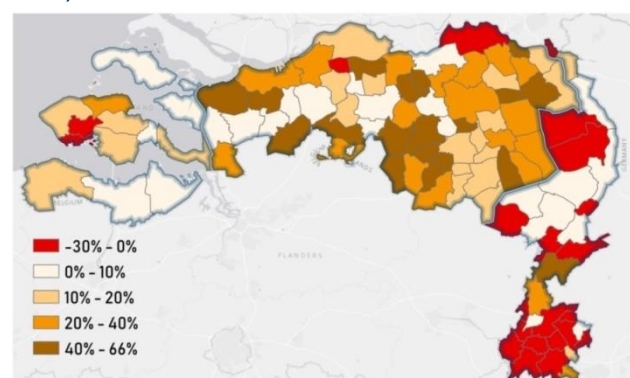 GERMANY
BELGIUM
FLANDERS
-30% - 0%
0% - 10%
10% - 20%
20% - 40%
40% - 66%